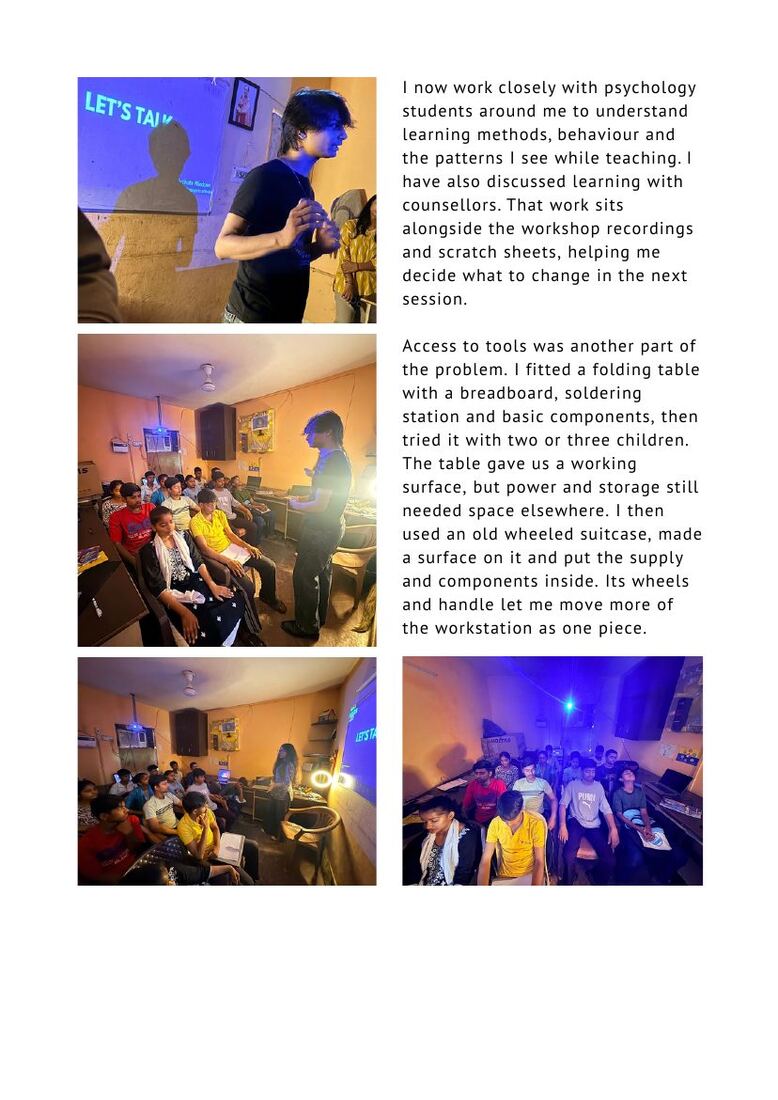 LET'S TALK
I now work closely with psychology
students around me to understand
learning methods, behaviour and
the patterns I see while teaching. I
have also discussed learning with
counsellors. That work sits
alongside the workshop recordings
and scratch sheets, helping me
decide what to change in the next
session.
Access to tools was another part of
the problem. I fitted a folding table
with a breadboard, soldering
station and basic components, then
tried it with two or three children.
The table gave us a working
surface, but power and storage still
needed space elsewhere. I then
used an old wheeled suitcase, made
a surface on it and put the supply
and components inside. Its wheels
and handle let me move more of
the workstation as one piece.
LET'S TA
PUMA